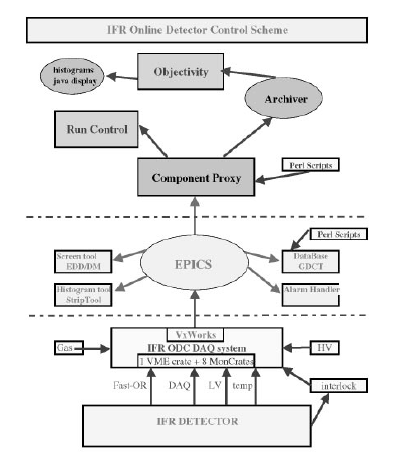 IFR Online Detector Control Scheme
histograms
java display
Objectivity
Archiver
Run Control
Component Proxy
Perl Scripts
Perl Scripts
Screen tool
EDD/DM
EPICS
DataBase
CDCT
Histogram tool
StripTool
Alarm Handler
VxWorks
Gas
IFR ODC DAQ system
HV
1 VME crate + 8 MonCrates
Fast-OR
DAQ
LV
temp
interlock
IFR DETECTOR